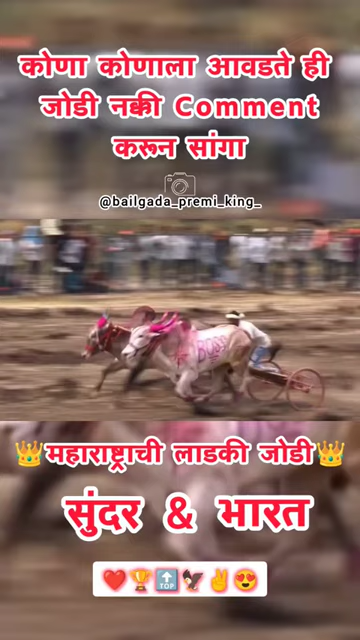 कोणा कोणाला आवडते ही
जोडी नक्की Comment
करून सांगा
@bailgada_premi_king_
👑महाराष्ट्राची लाडकी जोडी👑
सुंदर & भारत
❤️🏆🔝🦅✌️😍